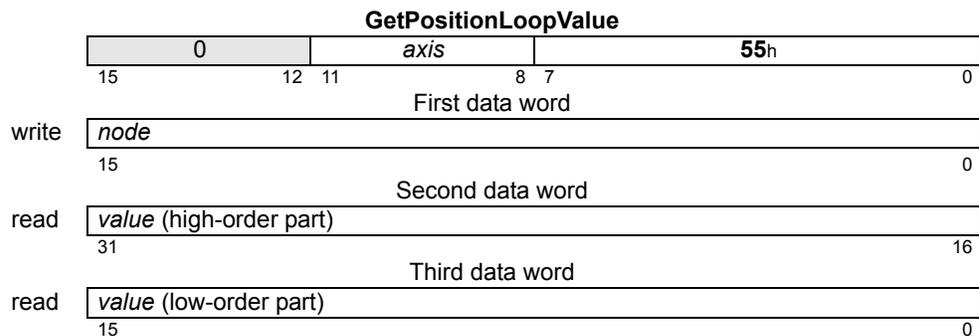 GetPositionLoopValue
0 axis 55h
15 12 11 8 7 0
First data word
write node
15 0
Second data word
read value (high-order part)
31 16
Third data word
read value (low-order part)
15 0